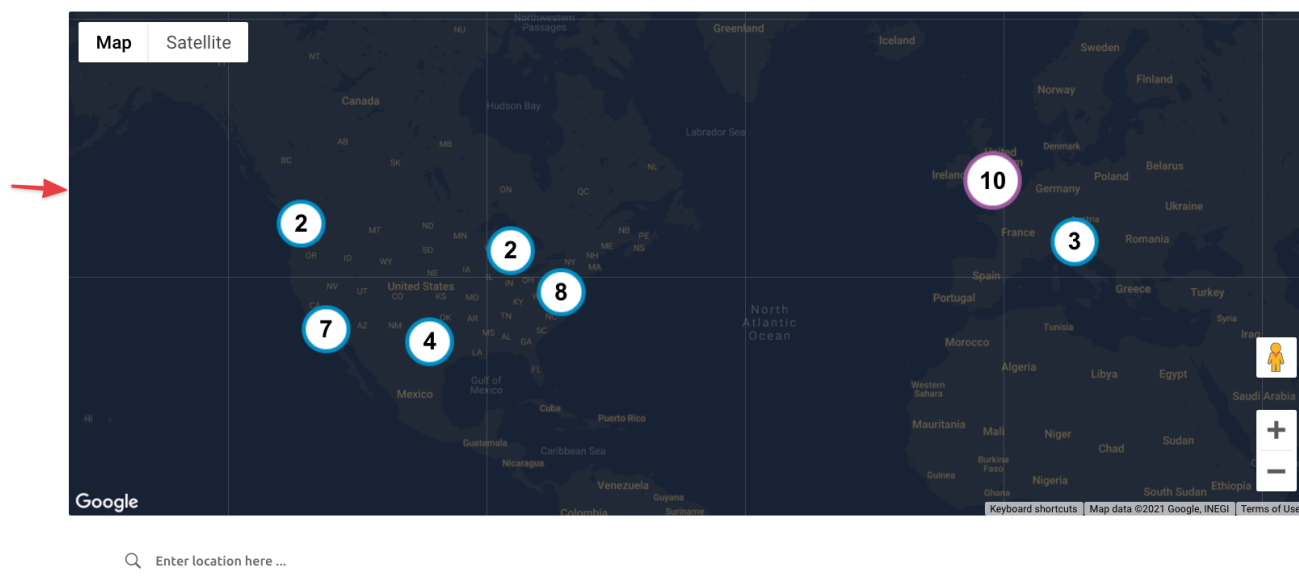 Northwestern
Passages
NU
Greenland
Iceland
Map
Satellite
Sweden
NT
Finland
Norway
Canada
Hudson Bay
Labrador Sea
AB
MB
Denmark
United
BC
SK
NL
Belarus
Ireland
10
Poland
Germany
ON
QC
Ukraine
2
MT
ND
MN
NB
PE
ME
NS
France
3
Romania
OR
ID
WY
SD
2
NH
NY
MA
NE
IA
IN
OH
Spain
NV
UT
United States
CO
KS
MO
KY
8
Portugal
Greece
Turkey
CA
North
Atlantic
Ocean
7
AZ
NM
4
OK
AR
TN
NC
SC
MS
AL
GA
LA
Tunisia
Syria
Iraq
Morocco
Algeria
Libya
Egypt
FL
Gulf of
Mexico
Mexico
Western
Sahara
Saudi Arabia
Cuba
Puerto Rico
HI
Mauritania
Mali
Niger
Chad
Sudan
Guatemala
Caribbean Sea
Nicaragua
Burkina
Faso
Guinea
Nigeria
Ghana
Venezuela
Guyana
Suriname
Colombia
South Sudan
Ethiopia
Google
Keyboard shortcuts
Map data ©2021 Google, INEGI
Terms of Use
Enter location here ...